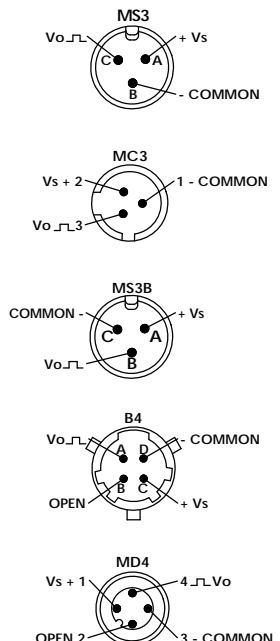 MS3
Vo + Vs
C A
B
- COMMON
MC3
Vs + 2 1 - COMMON
Vo 3
MS3B
COMMON - + Vs
C A
Vo B
B4
Vo A D - COMMON
OPEN B C + Vs
MD4
Vs + 1 4 Vo
OPEN 2 3 - COMMON